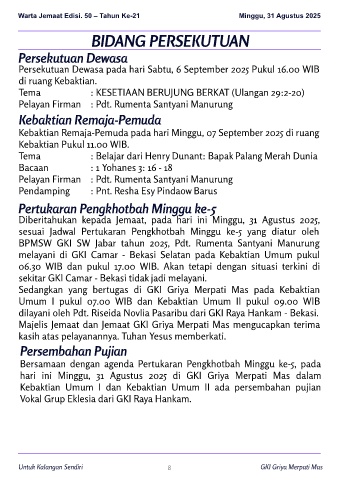 Warta Jemaat Edisi. 50 – Tahun Ke-21 Minggu, 31 Agustus 2025
BIDANG PERSEKUTUAN
Persekutuan Dewasa
Persekutuan Dewasa pada hari Sabtu, 6 September 2025 Pukul 16.00 WIB
di ruang Kebaktian.
Tema : KESETIAAN BERUJUNG BERKAT (Ulangan 29:2-20)
Pelayan Firman : Pdt. Rumenta Santyani Manurung
Kebaktian Remaja-Pemuda
Kebaktian Remaja-Pemuda pada hari Minggu, 07 September 2025 di ruang
Kebaktian Pukul 11.00 WIB.
Tema : Belajar dari Henry Dunant: Bapak Palang Merah Dunia
Bacaan : 1 Yohanes 3: 16 - 18
Pelayan Firman : Pdt. Rumenta Santyani Manurung
Pendamping : Pnt. Resha Esy Pindaow Barus
Pertukaran Pengkhotbah Minggu ke-5
Diberitahukan kepada Jemaat, pada hari ini Minggu, 31 Agustus 2025,
sesuai Jadwal Pertukaran Pengkhotbah Minggu ke-5 yang diatur oleh
BPMSW GKI SW Jabar tahun 2025, Pdt. Rumenta Santyani Manurung
melayani di GKI Camar - Bekasi Selatan pada Kebaktian Umum pukul
06.30 WIB dan pukul 17.00 WIB. Akan tetapi dengan situasi terkini di
sekitar GKI Camar - Bekasi tidak jadi melayani.
Sedangkan yang bertugas di GKI Griya Merpati Mas pada Kebaktian
Umum I pukul 07.00 WIB dan Kebaktian Umum II pukul 09.00 WIB
dilayani oleh Pdt. Riseida Novlia Pasaribu dari GKI Raya Hankam - Bekasi.
Majelis Jemaat dan Jemaat GKI Griya Merpati Mas mengucapkan terima
kasih atas pelayanannya. Tuhan Yesus memberkati.
Persembahan Pujian
Bersamaan dengan agenda Pertukaran Pengkhotbah Minggu ke-5, pada
hari ini Minggu, 31 Agustus 2025 di GKI Griya Merpati Mas dalam
Kebaktian Umum I dan Kebaktian Umum II ada persembahan pujian
Vokal Grup Eklesia dari GKI Raya Hankam.
Untuk Kalangan Sendiri 8 GKI Griya Merpati Mas